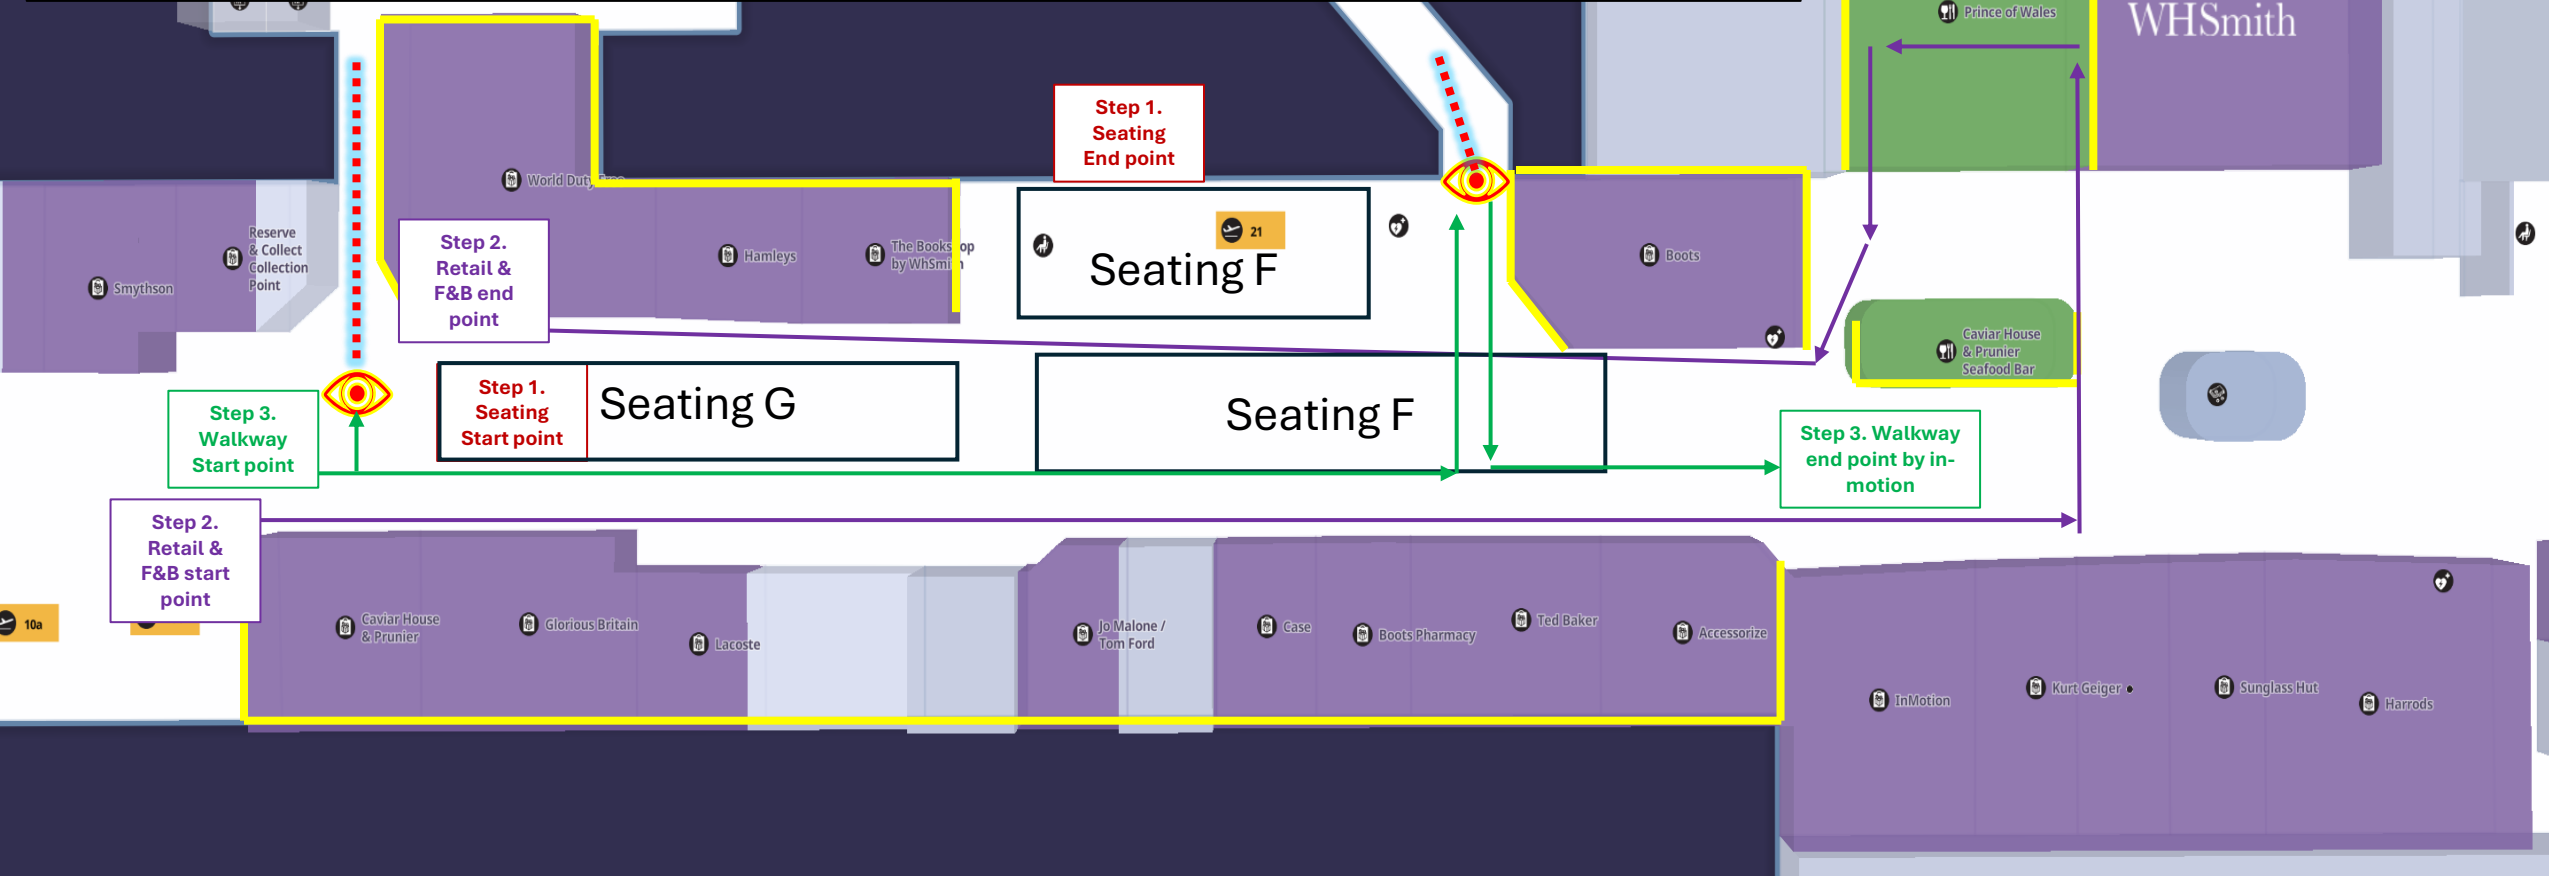 Prince of Wales
WHSmith
Step 1.
Seating
End point
World Duty
Reserve
& Collect
Collection
Point
Smythson
Step 2.
Retail &
F&B end
point
Hamleys
The Bookshop
by WhSmith
21
Seating F
Boots
Caviar House
& Prunier
Seafood Bar
Step 1.
Seating
Start point
Seating G
Seating F
Step 3.
Walkway
Start point
Step 3. Walkway
end point by in-
motion
Step 2.
Retail &
F&B start
point
10a
Caviar House
& Prunier
Glorious Britain
Lacoste
Jo Malone /
Tom Ford
Case
Boots Pharmacy
Ted Baker
Accessorize
InMotion
Kurt Geiger
Sunglass Hut
Harrods